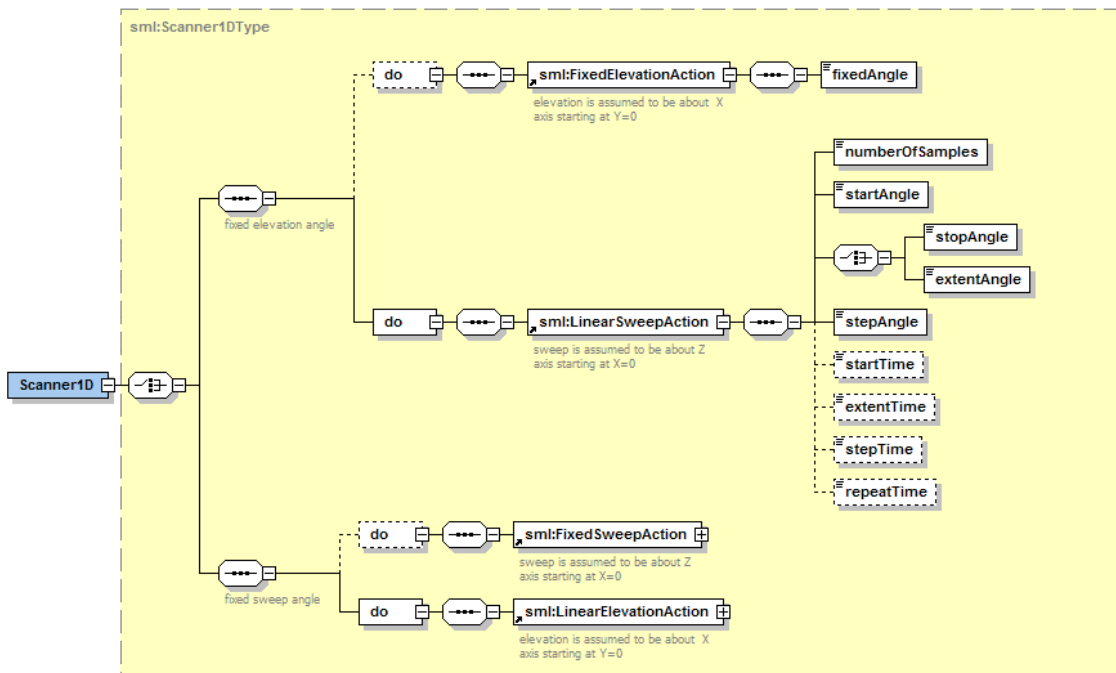 sml:Scanner1DType
do
sml:FixedElevationAction
fixedAngle
elevation is assumed to be about X
axis starting at Y=0
numberOfSamples
startAngle
fixed elevation angle
stopAngle
extentAngle
do
sml:LinearSweepAction
stepAngle
sweep is assumed to be about Z
axis starting at X=0
startTime
Scanner1D
extentTime
stepTime
repeatTime
do
sml:FixedSweepAction
sweep is assumed to be about Z
axis starting at X=0
fixed sweep angle
do
sml:LinearElevationAction
elevation is assumed to be about X
axis starting at Y=0